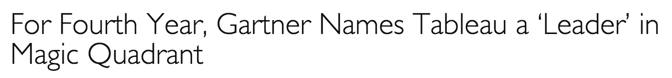 For Fourth Year, Gartner Names Tableau a ‘Leader’ in
Magic Quadrant